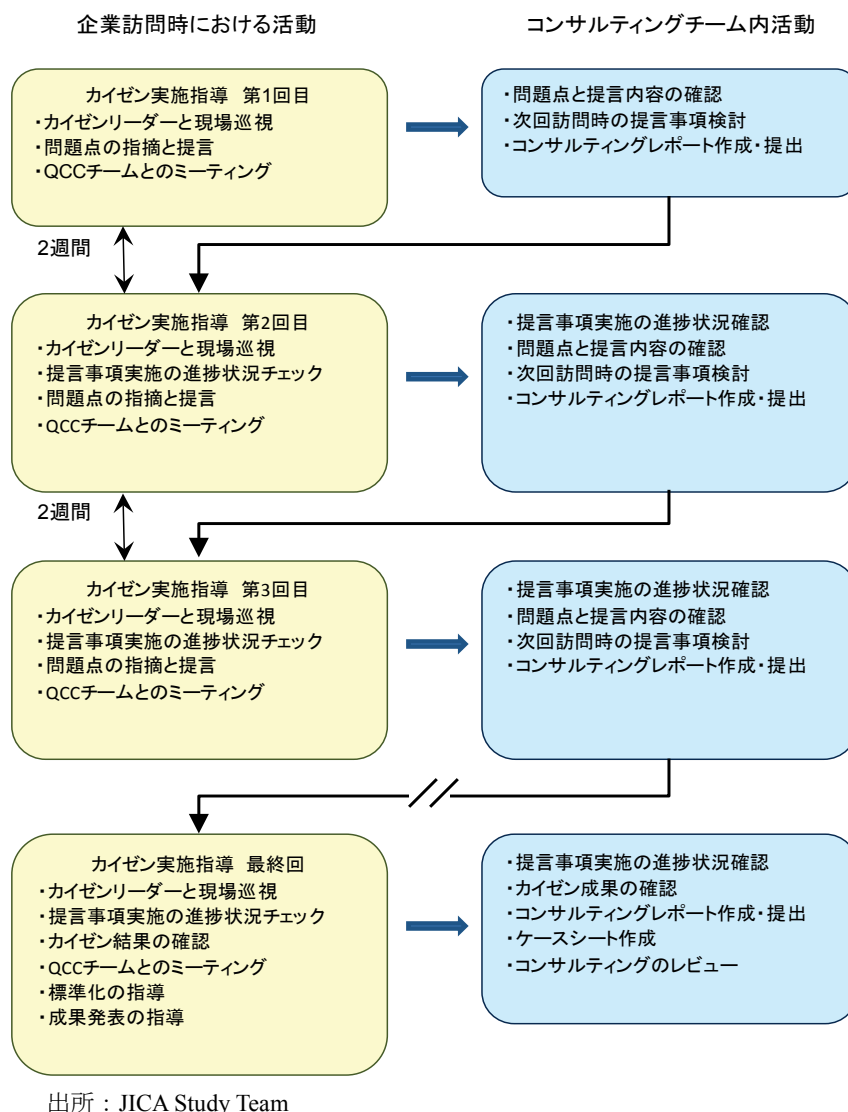 企業訪問時における活動
コンサルティングチーム内活動
カイゼン実施指導 第1回目
・カイゼンリーダーと現場巡視
・問題点の指摘と提言
・QCCチームとのミーティング
・問題点と提言内容の確認
・次回訪問時の提言事項検討
・コンサルティングレポート作成・提出
2週間
カイゼン実施指導 第2回目
・カイゼンリーダーと現場巡視
・提言事項実施の進捗状況チェック
・問題点の指摘と提言
・QCCチームとのミーティング
・提言事項実施の進捗状況確認
・問題点と提言内容の確認
・次回訪問時の提言事項検討
・コンサルティングレポート作成・提出
2週間
カイゼン実施指導 第3回目
・カイゼンリーダーと現場巡視
・提言事項実施の進捗状況チェック
・問題点の指摘と提言
・QCCチームとのミーティング
・提言事項実施の進捗状況確認
・問題点と提言内容の確認
・次回訪問時の提言事項検討
・コンサルティングレポート作成・提出
カイゼン実施指導 最終回
・カイゼンリーダーと現場巡視
・提言事項実施の進捗状況チェック
・カイゼン結果の確認
・QCCチームとのミーティング
・標準化の指導
・成果発表の指導
・提言事項実施の進捗状況確認
・カイゼン成果の確認
・コンサルティングレポート作成・提出
・ケースシート作成
・コンサルティングのレビュー
出所：JICA Study Team